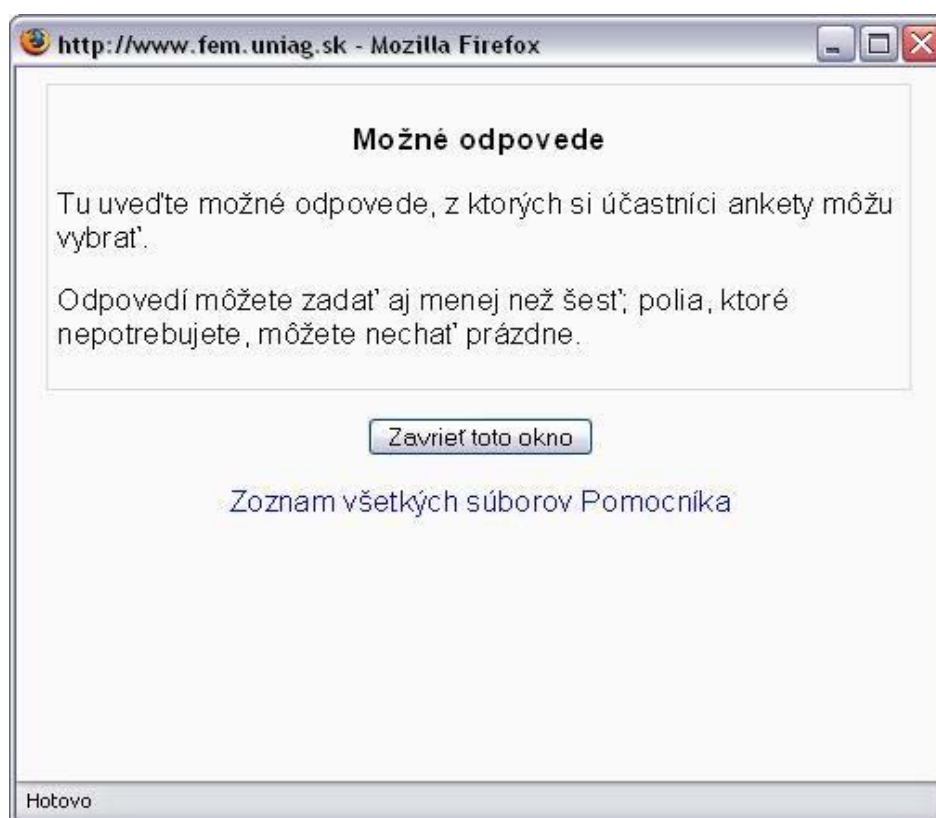 http://www.fem.uniag.sk - Mozilla Firefox
Možné odpovede
Tu uveďte možné odpovede, z ktorých si účastníci ankety môžu
vybrať.
Odpovedí môžete zadať aj menej než šesť; polia, ktoré
nepotrebujete, môžete nechať prázdne.
Zavrieť toto okno
Zoznam všetkých súborov Pomocníka
Hotovo